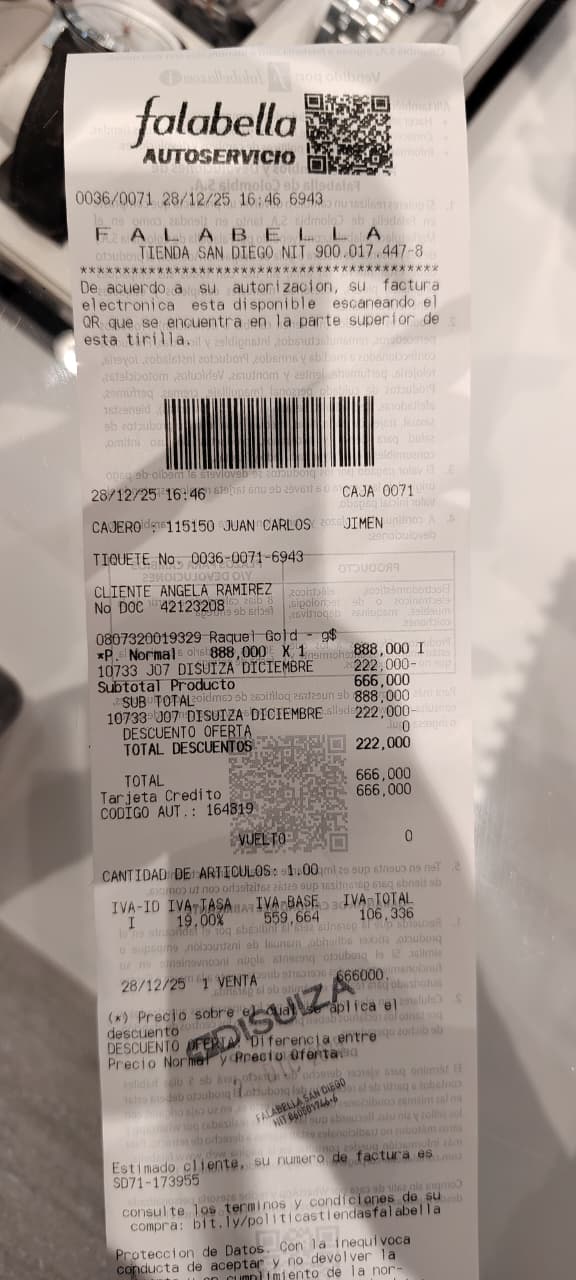 falabella
AUTOSERVICIO
0036/0071 28/12/25 16:46 6943
F A L A B E L L A
TIENDA SAN DIEGO NIT 900.017.447-8
****************************************
De acuerdo a su autorizacion, su factura
electronica esta disponible escaneando el
QR que se encuentra en la parte superior de
esta tirilla.
28/12/25 16:46 CAJA 0071
CAJERO : 115150 JUAN CARLOS JIMEN
TIQUETE No. 0036-0071-6943
CLIENTE ANGELA RAMIREZ
No DOC 42123208
0807320019329 Raquel Gold - g$
*P. Normal 888,000 X 1 888,000 I
10733 J07 DISUIZA DICIEMBRE 222,000-
Subtotal Producto 666,000
SUB TOTAL 888,000
10733 J07 DISUIZA DICIEMBRE 222,000-
DESCUENTO OFERTA 0
TOTAL DESCUENTOS 222,000
TOTAL 666,000
Tarjeta Credito 666,000
CODIGO AUT.: 164819
VUELTO 0
CANTIDAD DE ARTICULOS: 1.00
IVA-ID IVA-TASA IVA-BASE IVA-TOTAL
I 19,00% 559,664 106,336
28/12/25 1 VENTA 666000.
(*) Precio sobre el cual se aplica el
descuento
DESCUENTO OFERTA: Diferencia entre
Precio Normal y Precio Oferta.
DISUIZA
FALABELLA SAN DIEGO
Estimado cliente, su numero de factura es
SD71-173955
consulte los terminos y condiciones de su
compra: bit.ly/politicastiendasfalabella
Proteccion de Datos. Con la inequivoca
conducta de aceptar y no devolver la